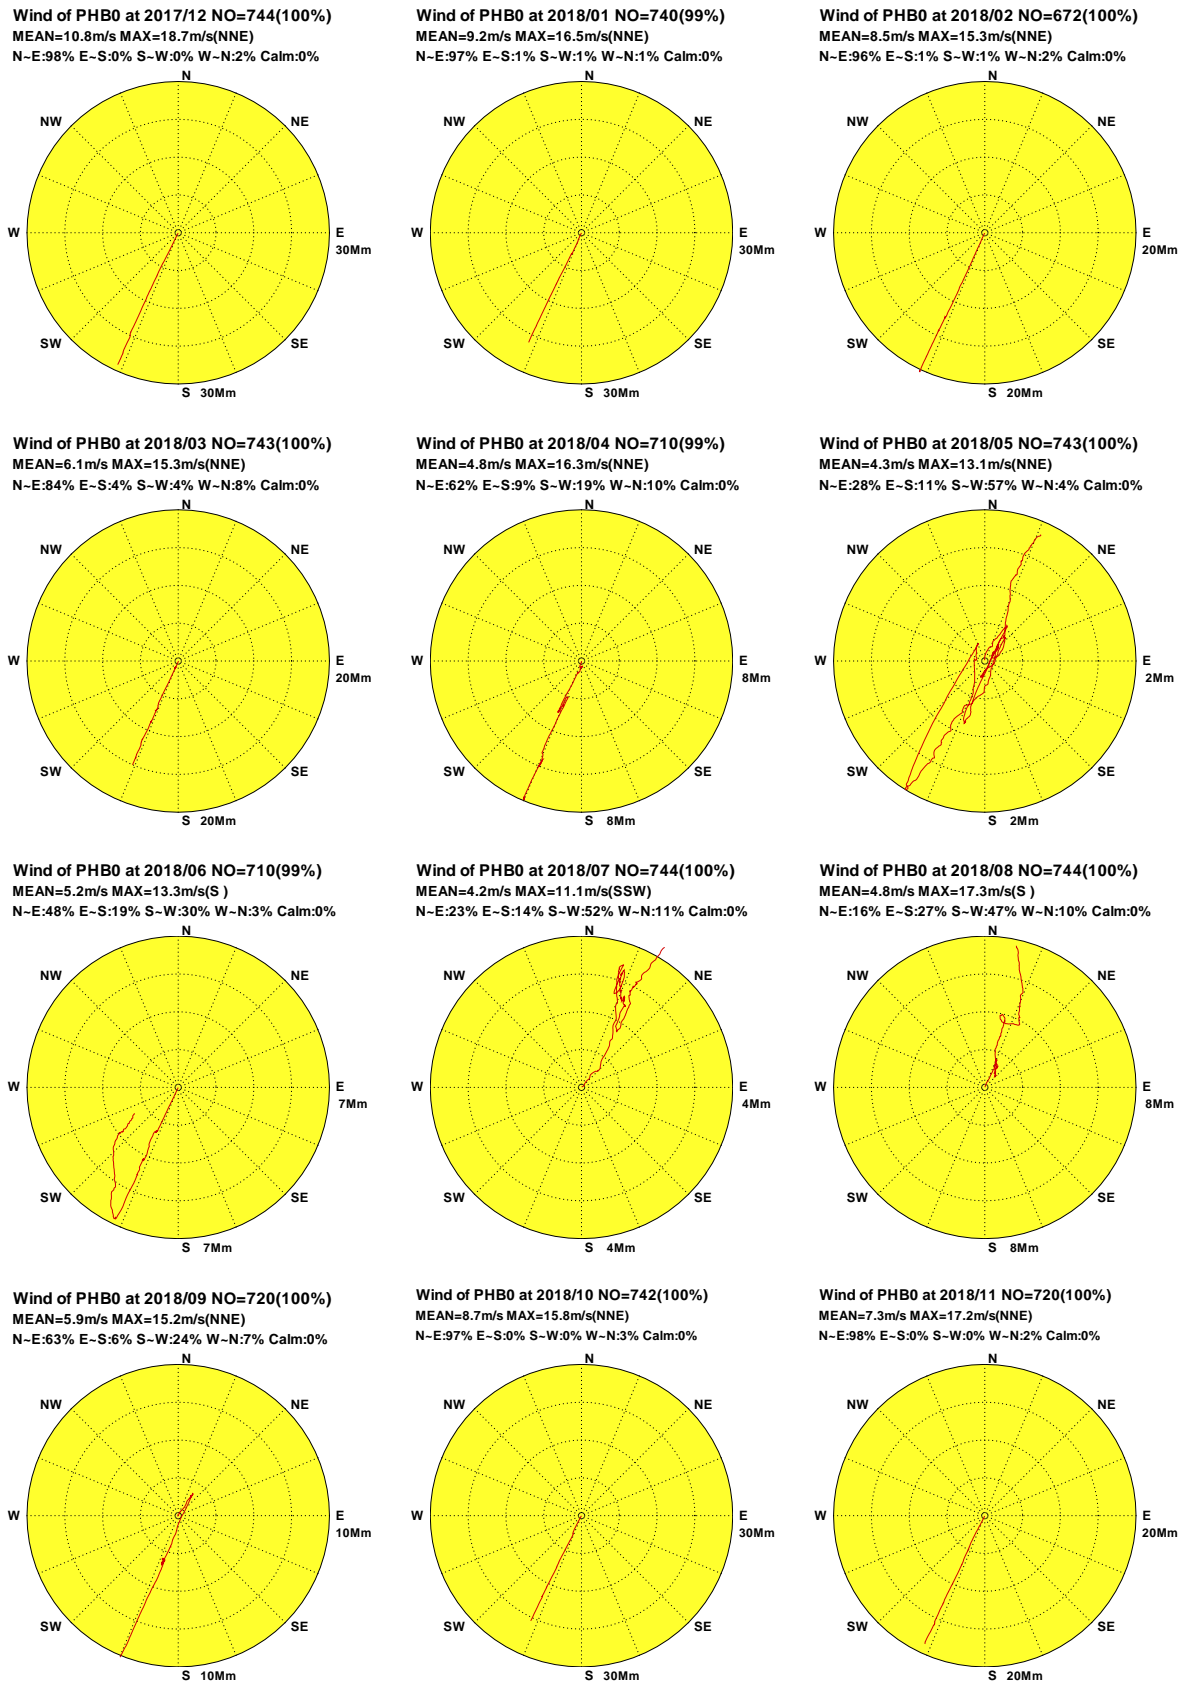 Wind of PHB0 at 2017/12 NO=744(100%)
MEAN=10.8m/s MAX=18.7m/s(NNE)
N~E:98% E~S:0% S~W:0% W~N:2% Calm:0%
N
NW
NE
W
E
30Mm
SW
SE
S 30Mm
Wind of PHB0 at 2018/01 NO=740(99%)
MEAN=9.2m/s MAX=16.5m/s(NNE)
N~E:97% E~S:1% S~W:1% W~N:1% Calm:0%
N
NW
NE
W
E
30Mm
SW
SE
S 30Mm
Wind of PHB0 at 2018/02 NO=672(100%)
MEAN=8.5m/s MAX=15.3m/s(NNE)
N~E:96% E~S:1% S~W:1% W~N:2% Calm:0%
N
NW
NE
W
E
20Mm
SW
SE
S 20Mm
Wind of PHB0 at 2018/03 NO=743(100%)
MEAN=6.1m/s MAX=15.3m/s(NNE)
N~E:84% E~S:4% S~W:4% W~N:8% Calm:0%
N
NW
NE
W
E
20Mm
SW
SE
S 20Mm
Wind of PHB0 at 2018/04 NO=710(99%)
MEAN=4.8m/s MAX=16.3m/s(NNE)
N~E:62% E~S:9% S~W:19% W~N:10% Calm:0%
N
NW
NE
W
E
8Mm
SW
SE
S 8Mm
Wind of PHB0 at 2018/05 NO=743(100%)
MEAN=4.3m/s MAX=13.1m/s(NNE)
N~E:28% E~S:11% S~W:57% W~N:4% Calm:0%
N
NW
NE
W
E
2Mm
SW
SE
S 2Mm
Wind of PHB0 at 2018/06 NO=710(99%)
MEAN=5.2m/s MAX=13.3m/s(S )
N~E:48% E~S:19% S~W:30% W~N:3% Calm:0%
N
NW
NE
W
E
7Mm
SW
SE
S 7Mm
Wind of PHB0 at 2018/07 NO=744(100%)
MEAN=4.2m/s MAX=11.1m/s(SSW)
N~E:23% E~S:14% S~W:52% W~N:11% Calm:0%
N
NW
NE
W
E
4Mm
SW
SE
S 4Mm
Wind of PHB0 at 2018/08 NO=744(100%)
MEAN=4.8m/s MAX=17.3m/s(S )
N~E:16% E~S:27% S~W:47% W~N:10% Calm:0%
N
NW
NE
W
E
8Mm
SW
SE
S 8Mm
Wind of PHB0 at 2018/09 NO=720(100%)
MEAN=5.9m/s MAX=15.2m/s(NNE)
N~E:63% E~S:6% S~W:24% W~N:7% Calm:0%
N
NW
NE
W
E
10Mm
SW
SE
S 10Mm
Wind of PHB0 at 2018/10 NO=742(100%)
MEAN=8.7m/s MAX=15.8m/s(NNE)
N~E:97% E~S:0% S~W:0% W~N:3% Calm:0%
N
NW
NE
W
E
30Mm
SW
SE
S 30Mm
Wind of PHB0 at 2018/11 NO=720(100%)
MEAN=7.3m/s MAX=17.2m/s(NNE)
N~E:98% E~S:0% S~W:0% W~N:2% Calm:0%
N
NW
NE
W
E
20Mm
SW
SE
S 20Mm